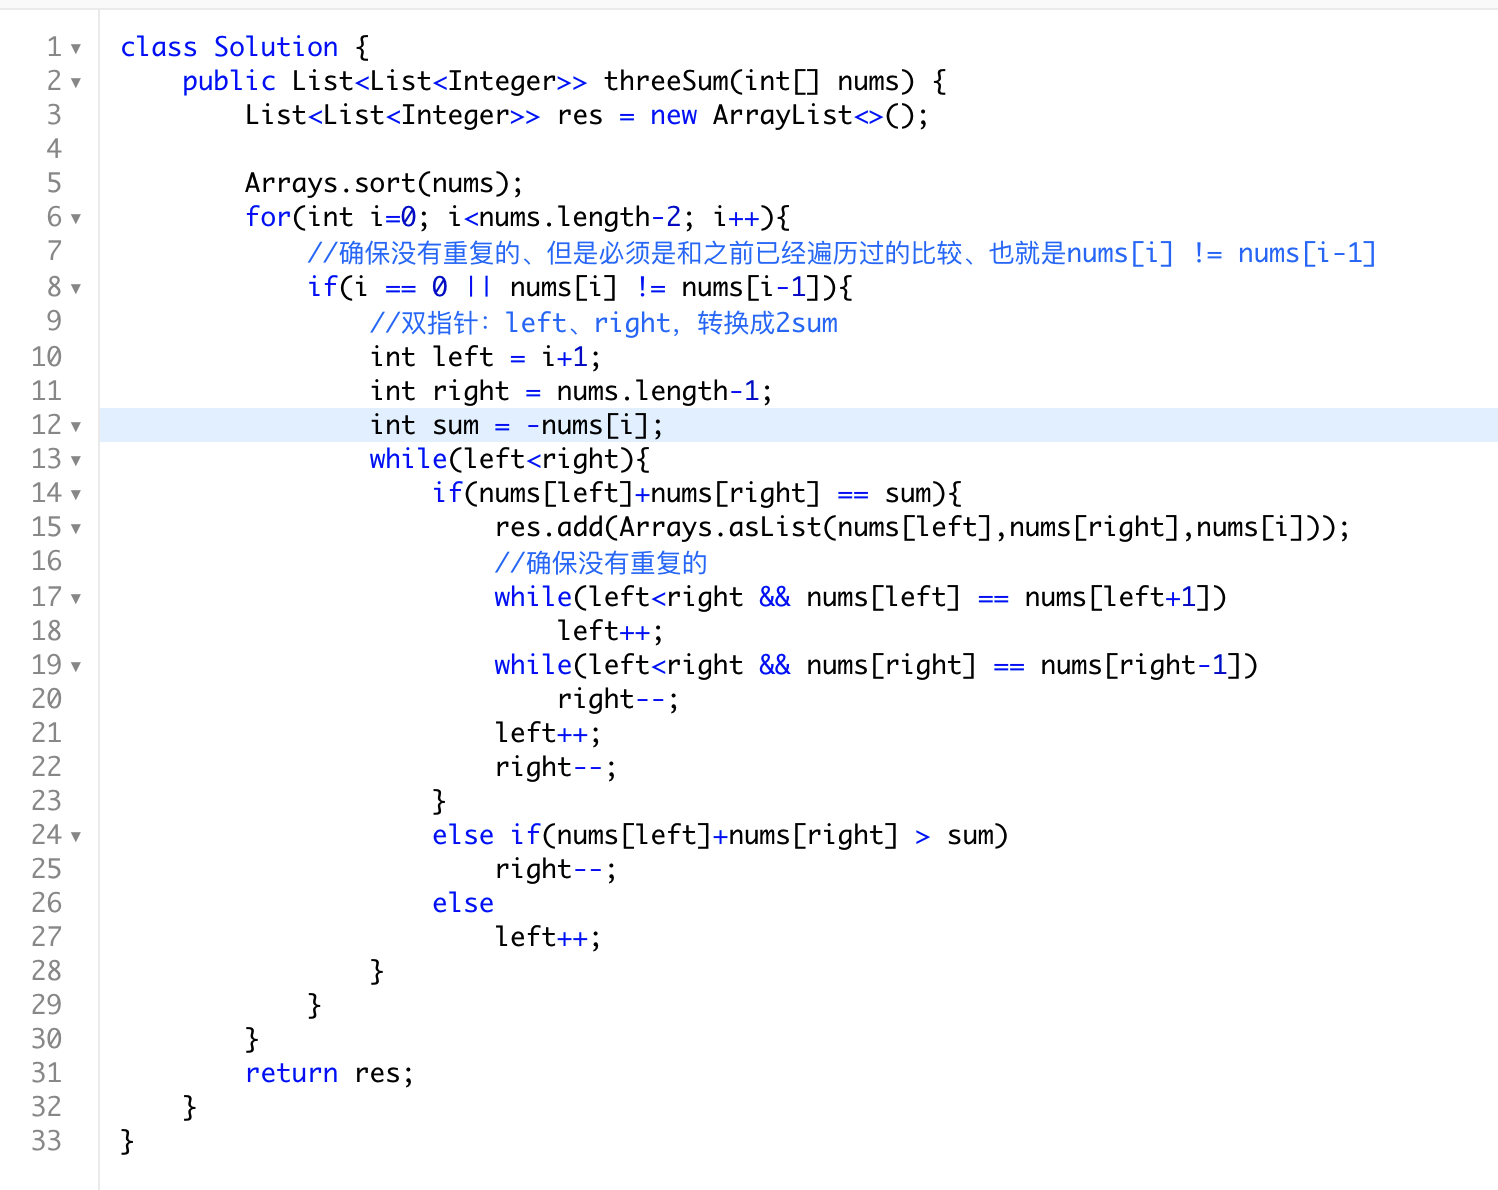 1 class Solution {
2 public List<List<Integer>> threeSum(int[] nums) {
3 List<List<Integer>> res = new ArrayList<>();
4
5 Arrays.sort(nums);
6 for(int i=0; i<nums.length-2; i++){
7 //确保没有重复的、但是必须是和之前已经遍历过的比较、也就是nums[i] != nums[i-1]
8 if(i == 0 || nums[i] != nums[i-1]){
9 //双指针：left、right，转换成2sum
10 int left = i+1;
11 int right = nums.length-1;
12 int sum = -nums[i];
13 while(left<right){
14 if(nums[left]+nums[right] == sum){
15 res.add(Arrays.asList(nums[left],nums[right],nums[i]));
16 //确保没有重复的
17 while(left<right && nums[left] == nums[left+1])
18 left++;
19 while(left<right && nums[right] == nums[right-1])
20 right--;
21 left++;
22 right--;
23 }
24 else if(nums[left]+nums[right] > sum)
25 right--;
26 else
27 left++;
28 }
29 }
30 }
31 return res;
32 }
33 }